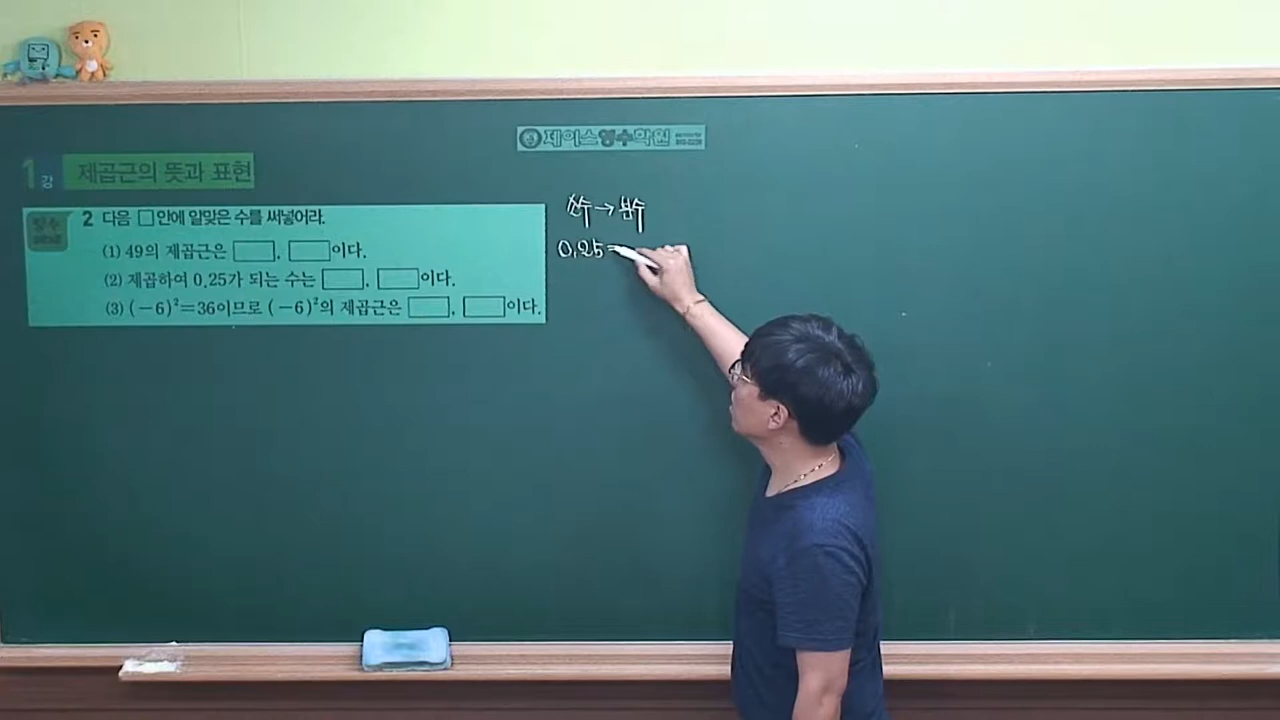 제이스영수학원
1강 제곱근의 뜻과 표현
필수
2 다음 □안에 알맞은 수를 써넣어라.
(1) 49의 제곱근은 □, □이다.
(2) 제곱하여 0.25가 되는 수는 □, □이다.
(3) (-6)²=36이므로 (-6)²의 제곱근은 □, □이다.
소수→분수
0.25=